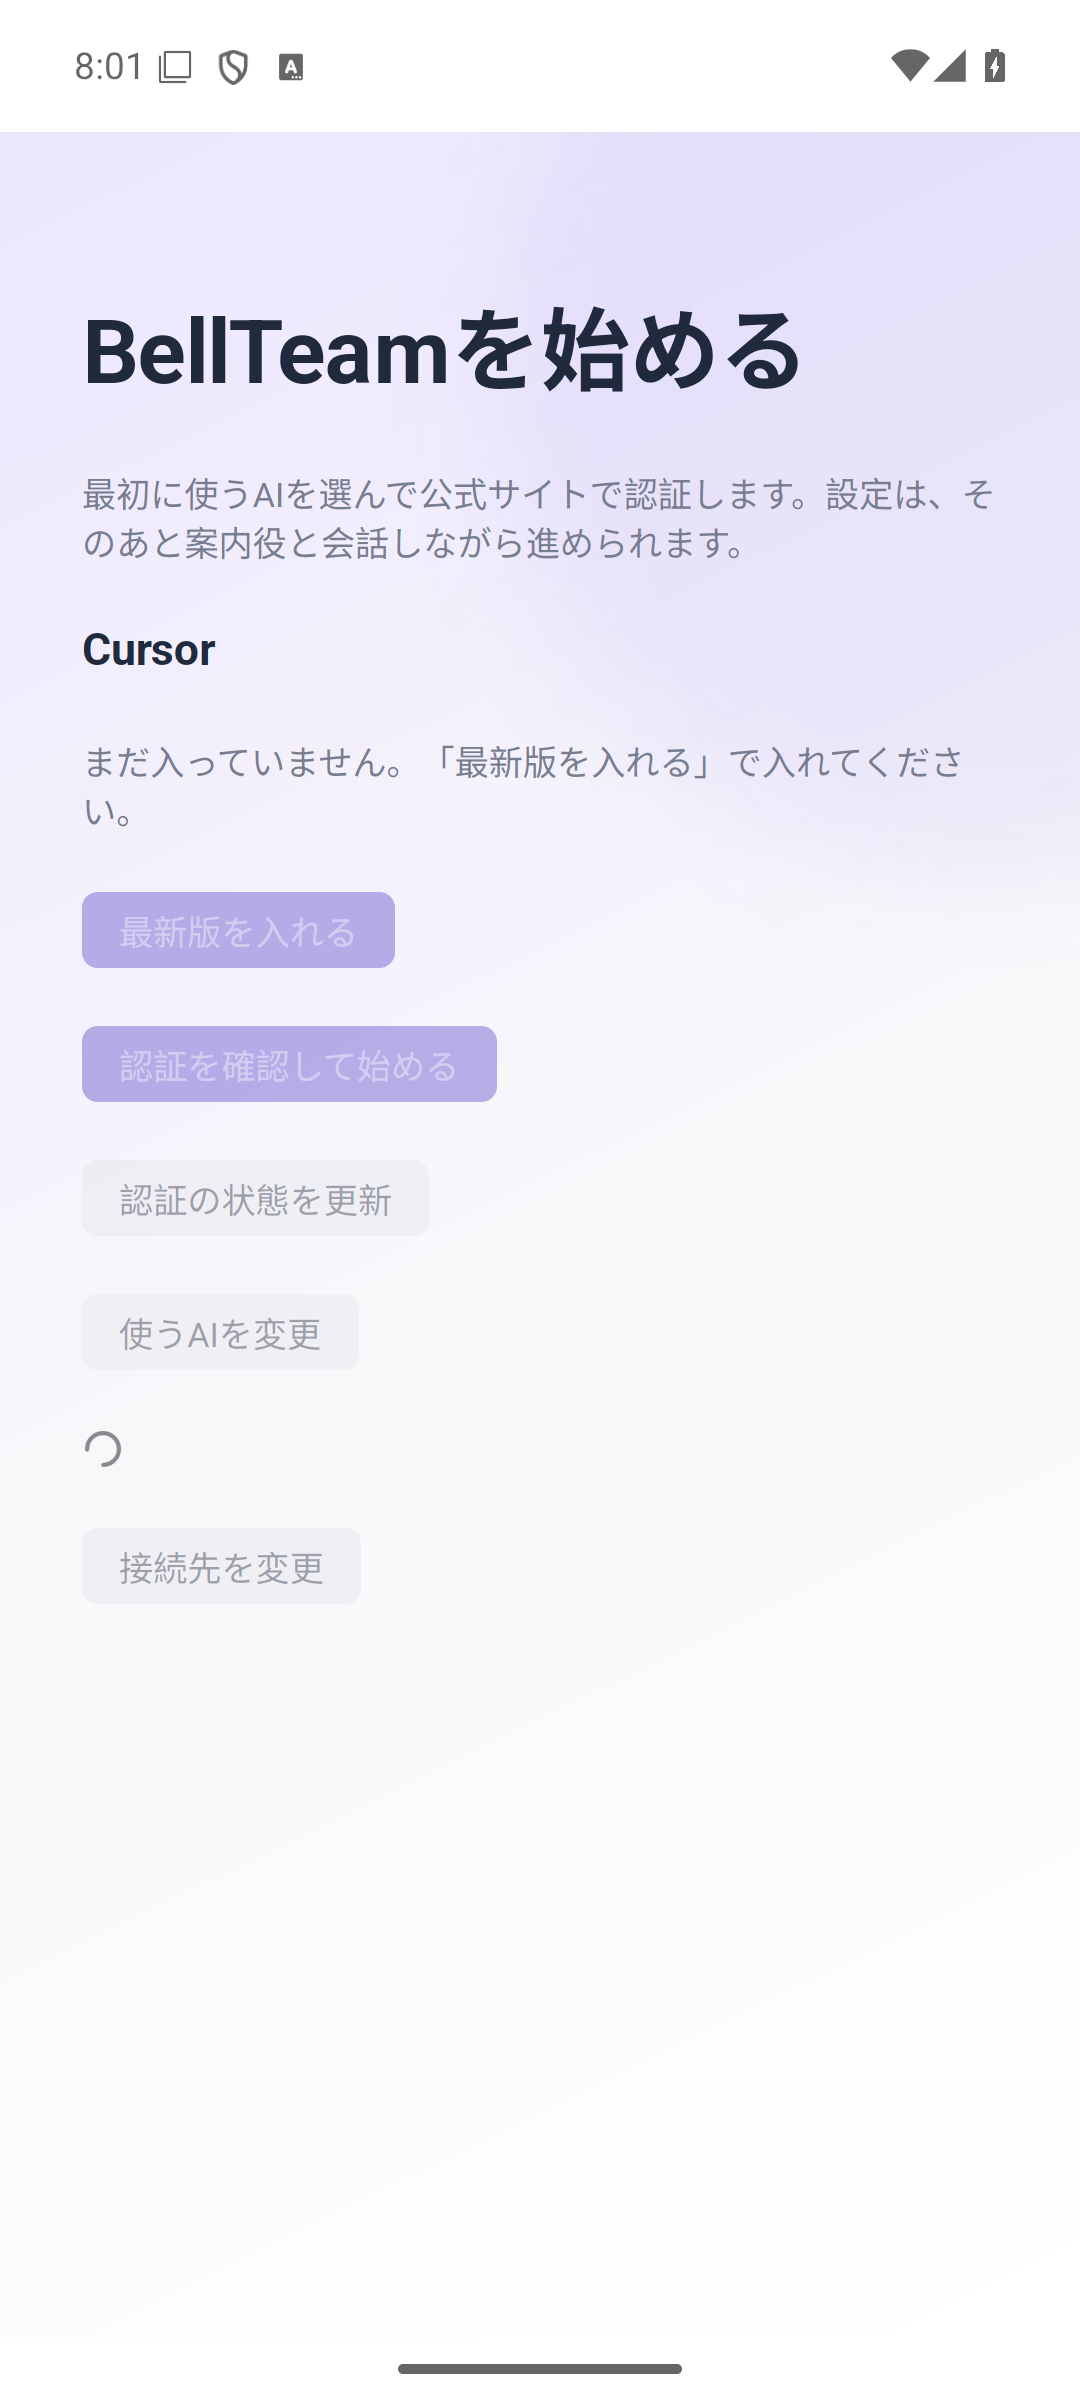 8:01
BellTeamを始める
最初に使うAIを選んで公式サイトで認証します。設定は、そ
のあと案内役と会話しながら進められます。
Cursor
まだ入っていません。「最新版を入れる」で入れてくださ
い。
最新版を入れる
認証を確認して始める
認証の状態を更新
使うAIを変更
接続先を変更